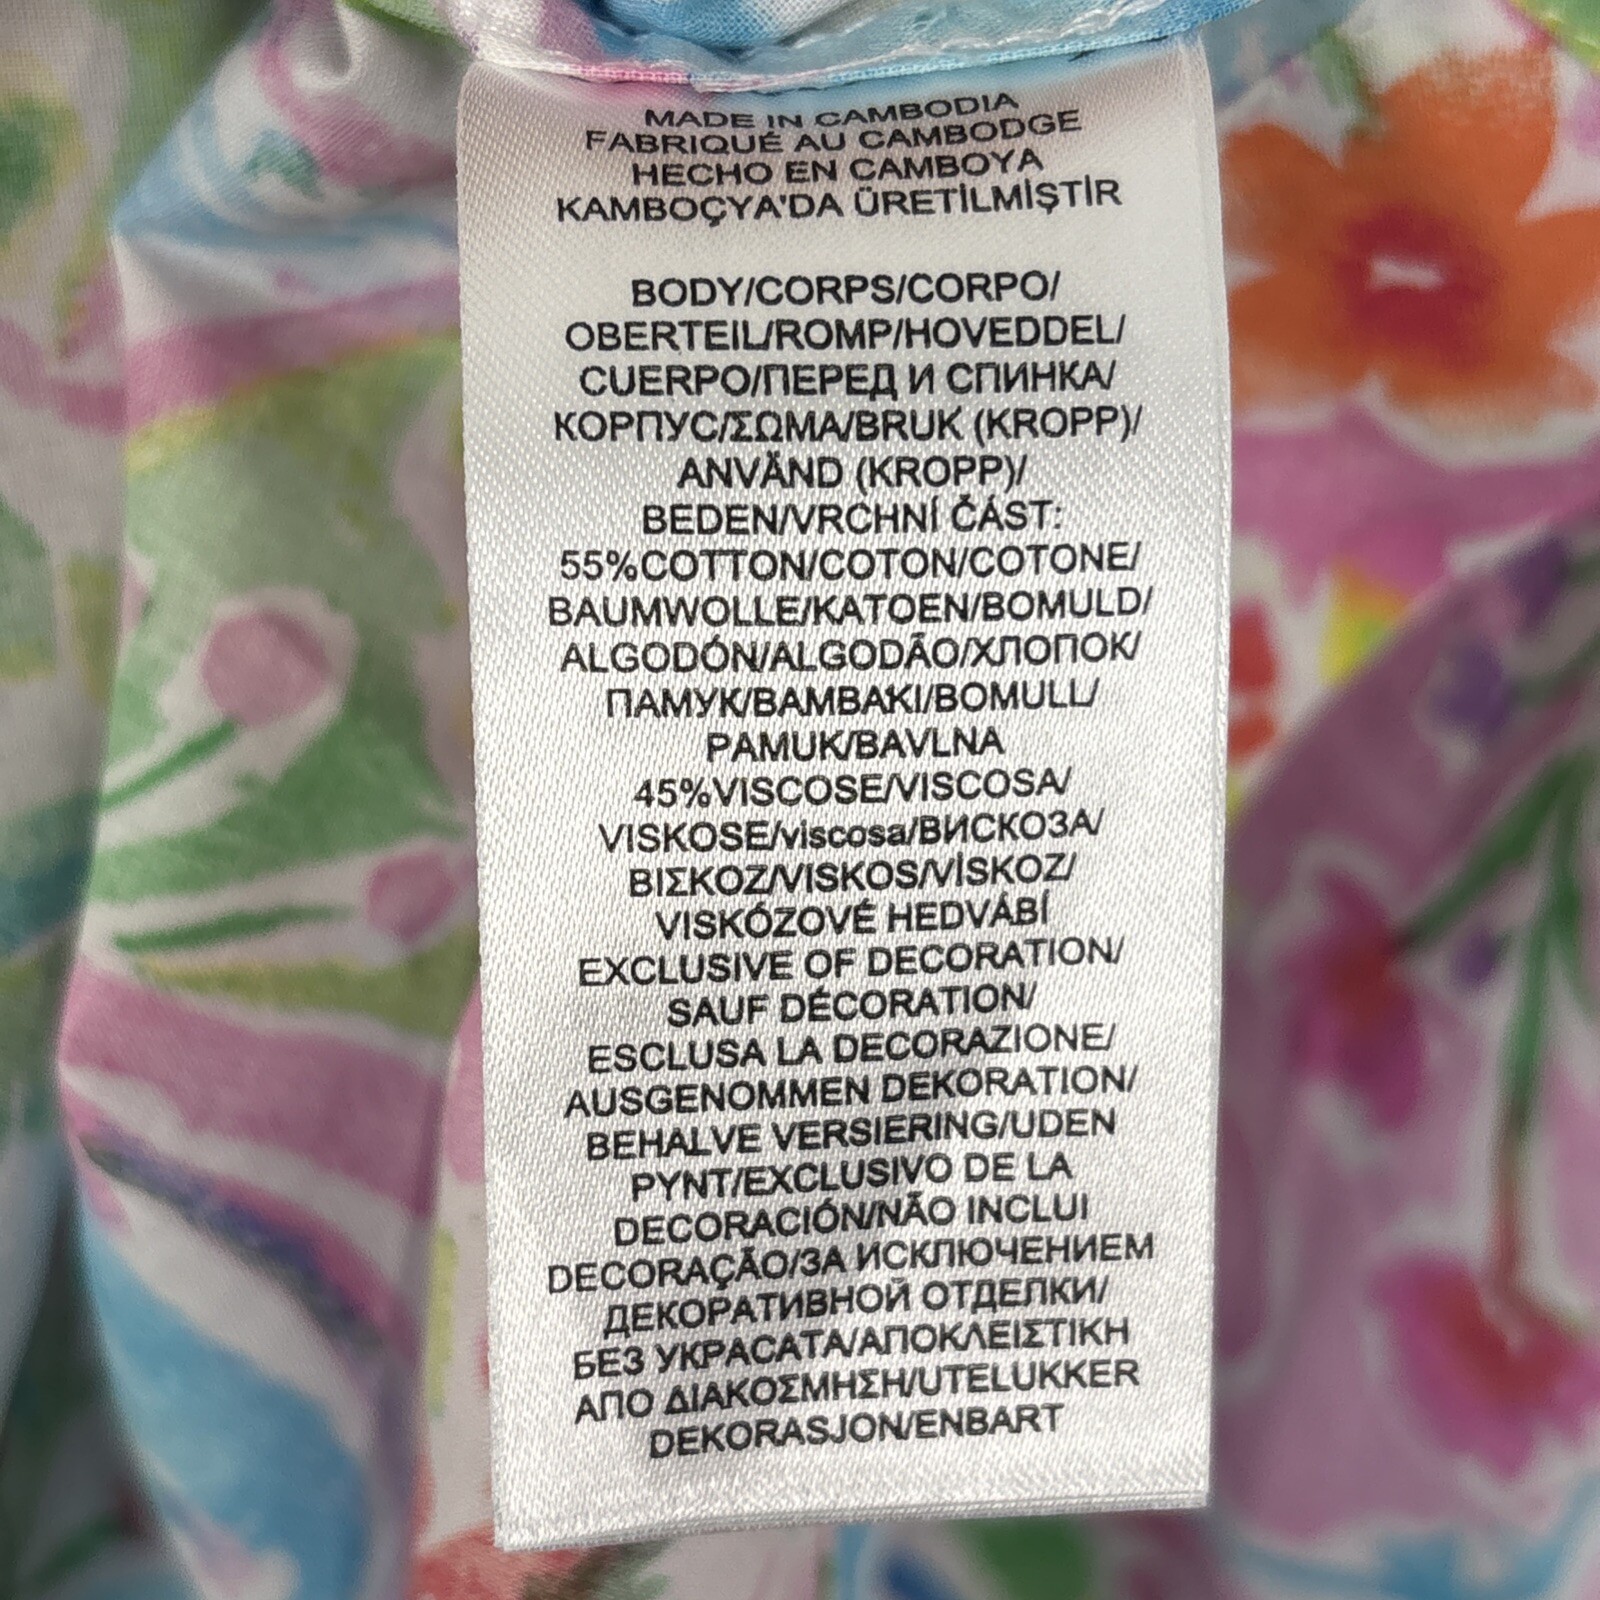 MADE IN CAMBODIA
FABRIQUÉ AU CAMBODGE
HECHO EN CAMBOYA
KAMBOÇYA'DA ÜRETİLMİŞTİR
BODY/CORPS/CORPO/
OBERTEIL/ROMP/HOVEDDEL/
CUERPO/ПЕРЕД И СПИНКА/
КОРПУС/ΣΩΜΑ/BRUK (KROPP)/
ANVÄND (KROPP)/
BEDEN/VRCHNÍ ČÁST:
55%COTTON/COTON/COTONE/
BAUMWOLLE/KATOEN/BOMULD/
ALGODÓN/ALGODÃO/ХЛОПОК/
ПАМУК/ΒΑΜΒΑΚΙ/BOMULL/
PAMUK/BAVLNA
45%VISCOSE/VISCOSA/
VISKOSE/viscosa/ВИСКОЗА/
ΒΙΣΚΟΖ/VISKOS/VİSKOZ/
VISKÓZOVÉ HEDVÁBÍ
EXCLUSIVE OF DECORATION/
SAUF DÉCORATION/
ESCLUSA LA DECORAZIONE/
AUSGENOMMEN DEKORATION/
BEHALVE VERSIERING/UDEN
PYNT/EXCLUSIVO DE LA
DECORACIÓN/NÃO INCLUI
DECORAÇÃO/ЗА ИСКЛЮЧЕНИЕМ
ДЕКОРАТИВНОЙ ОТДЕЛКИ/
БЕЗ УКРАСАТА/ΑΠΟΚΛΕΙΣΤΙΚΗ
ΑΠΟ ΔΙΑΚΟΣΜΗΣΗ/UTELUKKER
DEKORASJON/ENBART